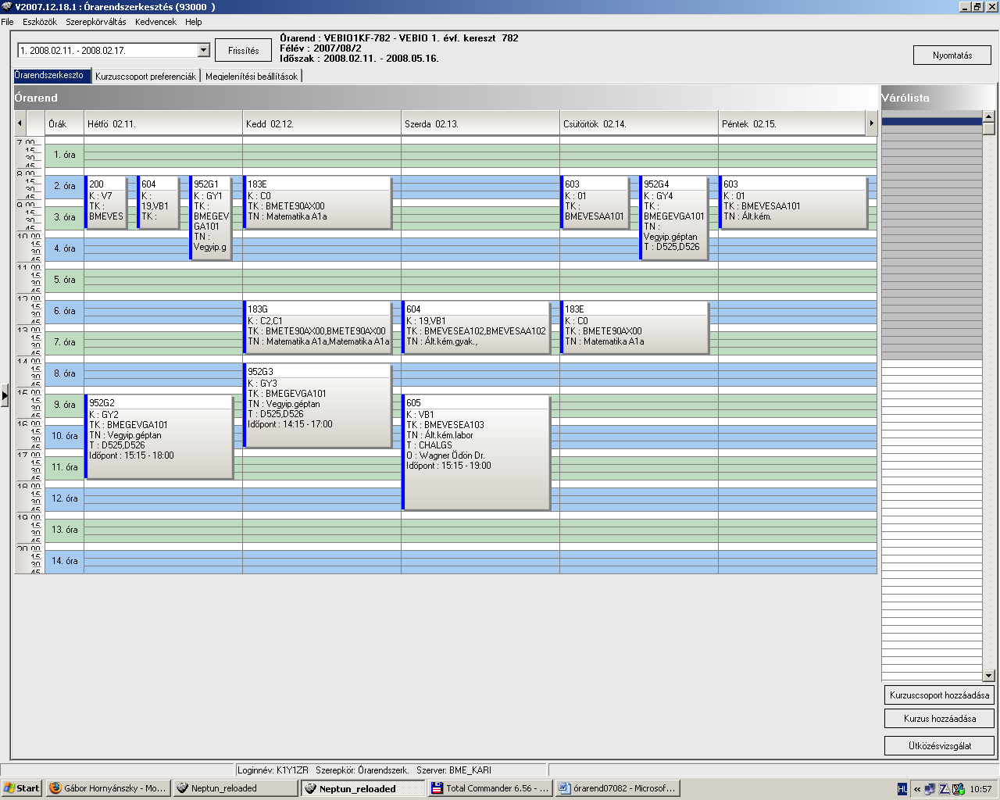 V2007.12.18.1 : Órarendszerkesztés (93000 )
File Eszközök Szerepkörváltás Kedvencek Help
1. 2008.02.11. - 2008.02.17.
Frissítés
Órarend : VEBIO1KF-782 - VEBIO 1. évf. kereszt 782
Félév : 2007/08/2
Időszak : 2008.02.11. - 2008.05.16.
Nyomtatás
Órarendszerkeszto Kurzuscsoport preferenciák Megjelenítési beállítások
Órarend
Várólista
Órák Hétfő 02.11. Kedd 02.12. Szerda 02.13. Csütörtök 02.14. Péntek 02.15.
1. óra
2. óra
3. óra
4. óra
5. óra
6. óra
7. óra
8. óra
9. óra
10. óra
11. óra
12. óra
13. óra
14. óra
200
K : V7
TK :
BMEVES
604
K :
19,VB1
TK :
952G1
K : GY1
TK :
BMEGEV
GA101
TN :
Vegyip.g
183E
K : C0
TK : BMETE90AX00
TN : Matematika A1a
603
K : 01
TK :
BMEVESAA101
952G4
K : GY4
TK :
BMEGEVGA101
TN :
Vegyip.géptan
T : D525,D526
603
K : 01
TK : BMEVESAA101
TN : Ált.kém.
183G
K : C2,C1
TK : BMETE90AX00,BMETE90AX00
TN : Matematika A1a,Matematika A1a
604
K : 19,VB1
TK : BMEVESEA102,BMEVESAA102
TN : Ált.kém.gyak.,
183E
K : C0
TK : BMETE90AX00
TN : Matematika A1a
952G3
K : GY3
TK : BMEGEVGA101
TN : Vegyip.géptan
T : D525,D526
Időpont : 14:15 - 17:00
952G2
K : GY2
TK : BMEGEVGA101
TN : Vegyip.géptan
T : D525,D526
Időpont : 15:15 - 18:00
605
K : VB1
TK : BMEVESEA103
TN : Ált.kém.labor
T : CHALGS
O : Wagner Ödön Dr.
Időpont : 15:15 - 19:00
Kurzuscsoport hozzáadása
Kurzus hozzáadása
Ütközésvizsgálat
Loginnév: K1Y1ZR Szerepkör: Órarendszerk. Szerver: BME_KARI
Start Gábor Hornyánszky - Mo... Neptun_reloaded Neptun_reloaded Total Commander 6.56 - ... órarend07082 - Microsof... HU « 10:57